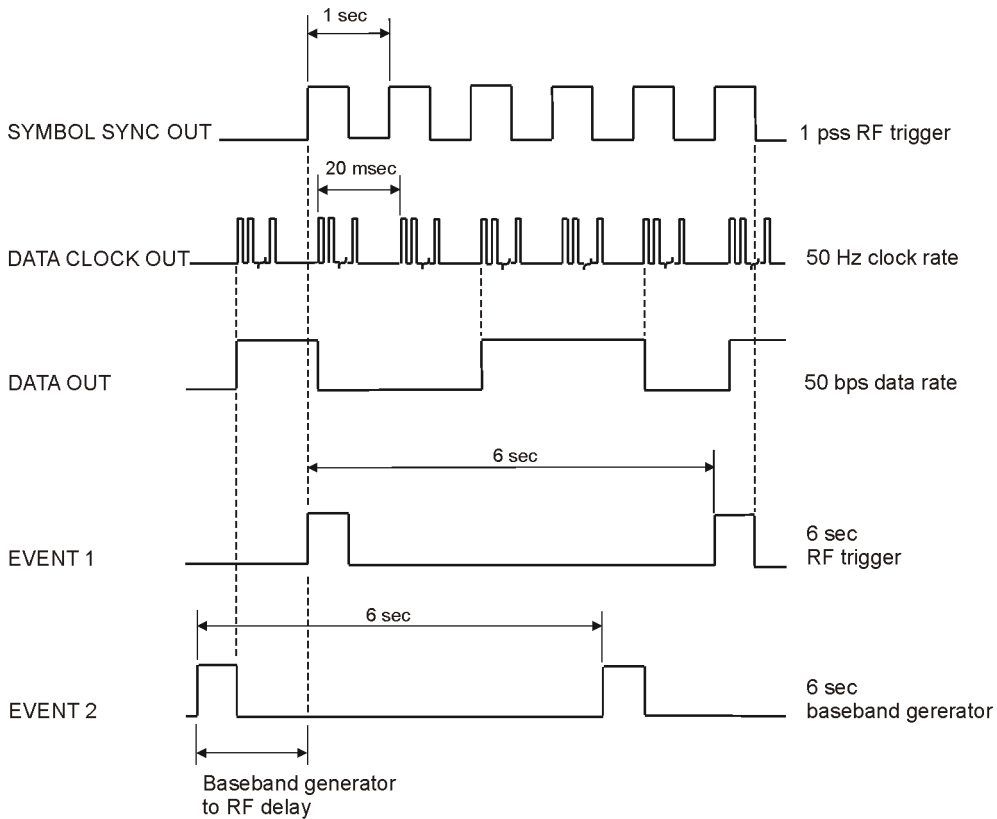 1 sec
SYMBOL SYNC OUT
1 pss RF trigger
20 msec
DATA CLOCK OUT
50 Hz clock rate
DATA OUT
50 bps data rate
6 sec
EVENT 1
6 sec
RF trigger
6 sec
EVENT 2
6 sec
baseband gererator
Baseband generator
to RF delay